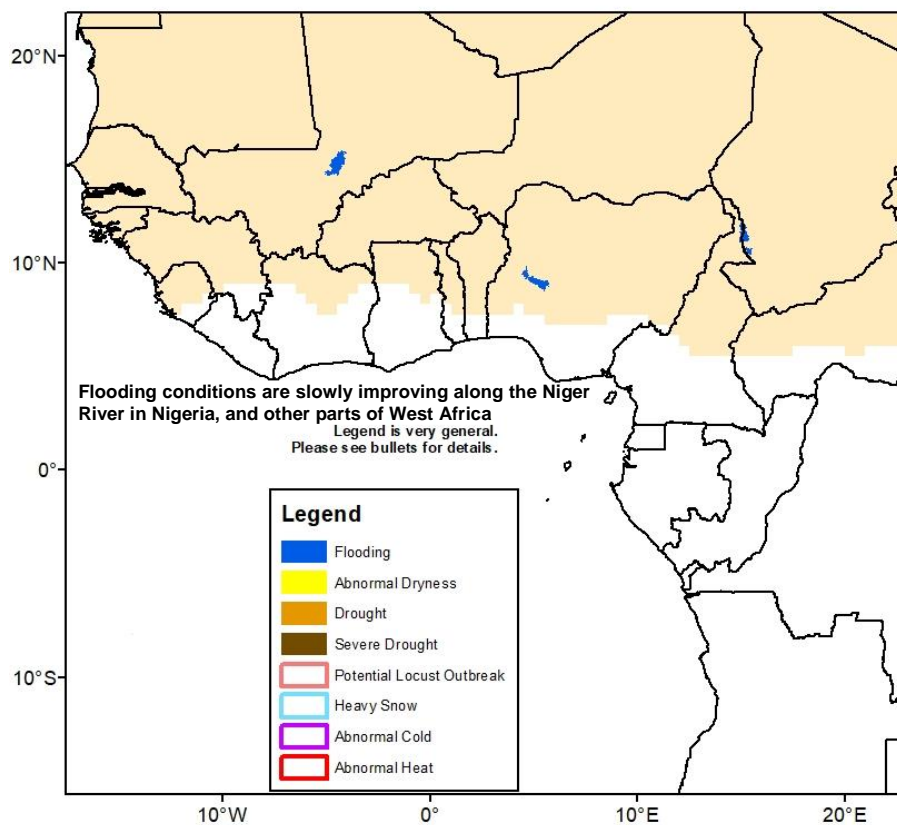 20°N
10°N
Flooding conditions are slowly improving along the Niger
River in Nigeria, and other parts of West Africa
Legend is very general.
Please see bullets for details.
0°
Legend
Flooding
Abnormal Dryness
Drought
Severe Drought
Potential Locust Outbreak
Heavy Snow
Abnormal Cold
Abnormal Heat
10°S
10°W 0° 10°E 20°E